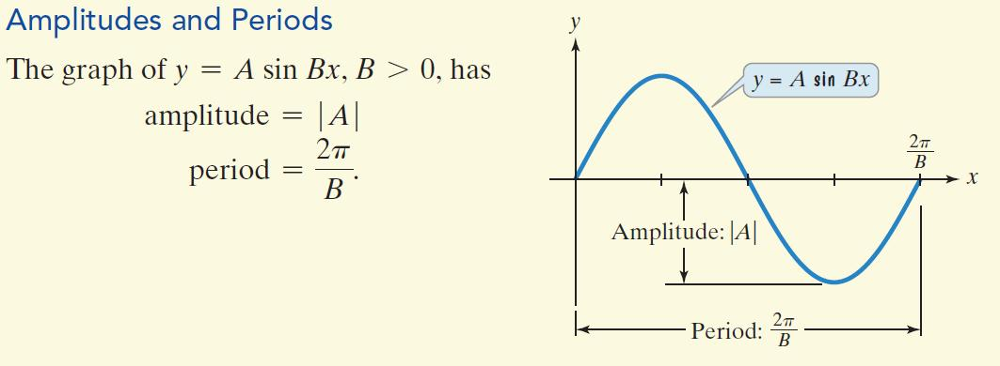 Amplitudes and Periods
The graph of y = A sin Bx, B > 0, has
amplitude = |A|
period = 2π/B.
y
y = A sin Bx
2π/B
x
Amplitude: |A|
Period: 2π/B